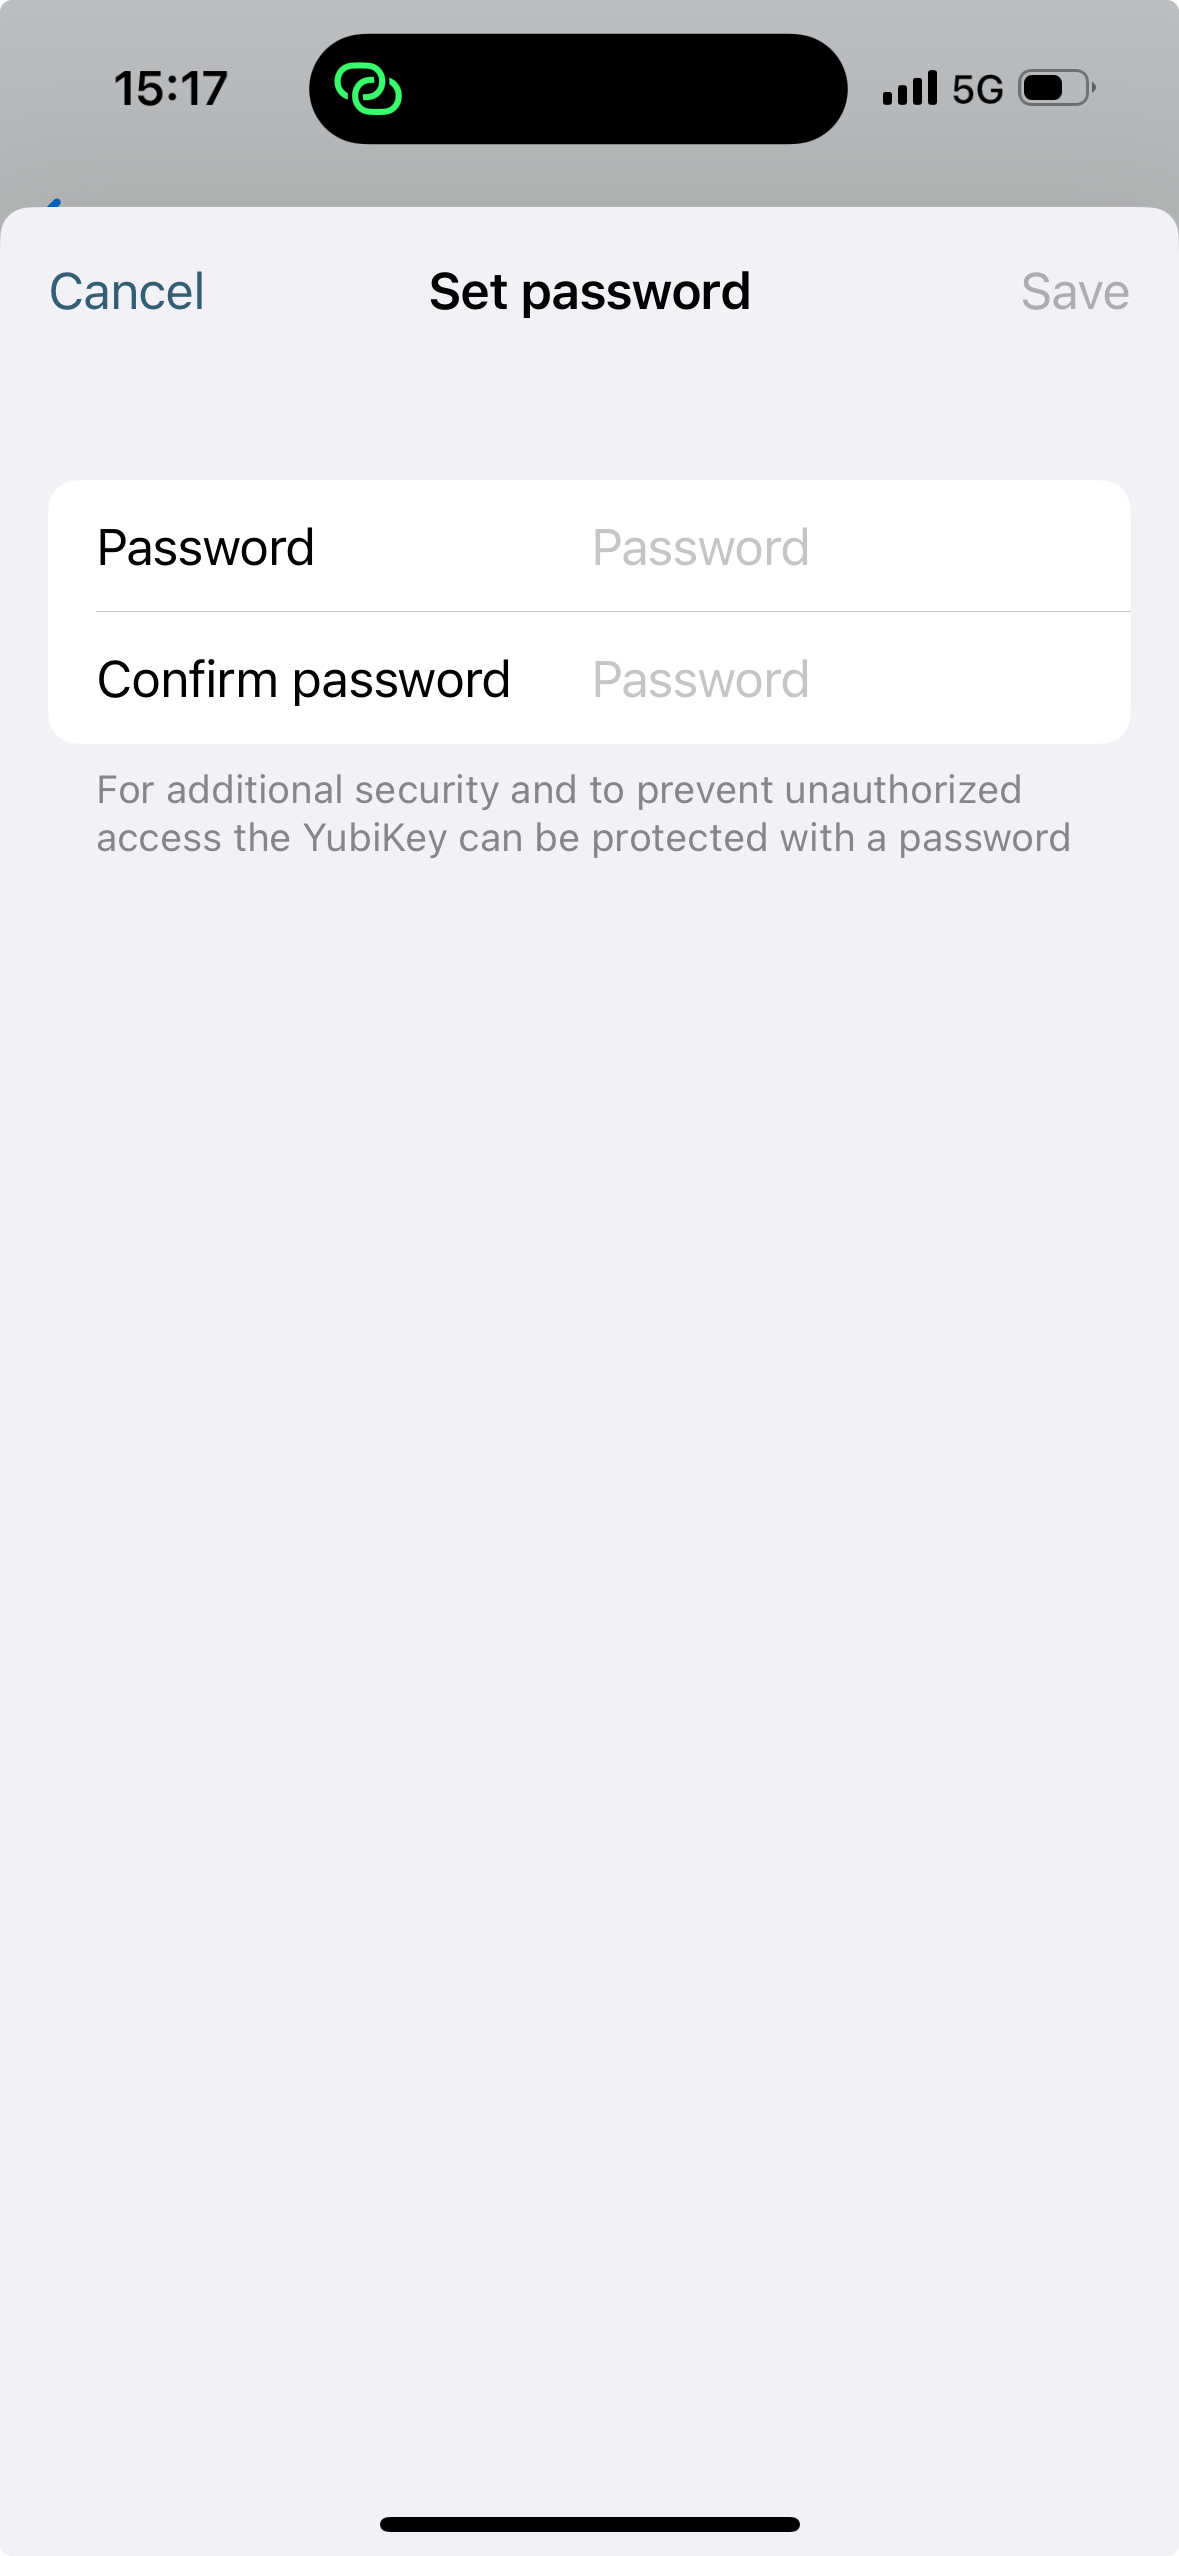 15:17
5G
Cancel
Set password
Save
Password
Password
Confirm password
Password
For additional security and to prevent unauthorized
access the YubiKey can be protected with a password